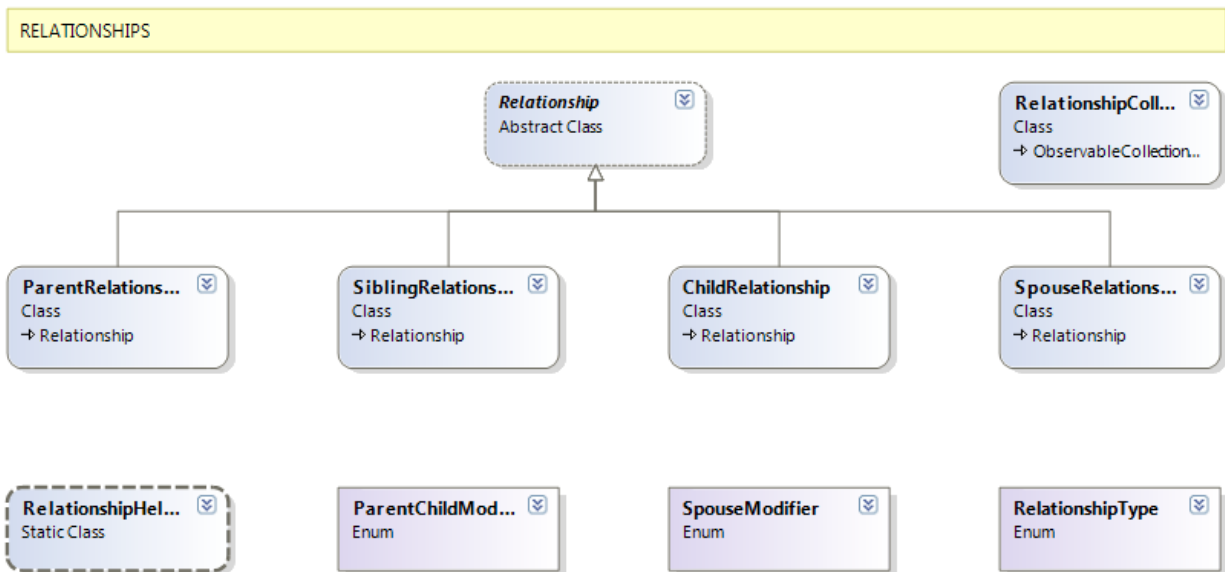 RELATIONSHIPS
Relationship
Abstract Class
RelationshipColl...
Class
ObservableCollection...
ParentRelations...
Class
Relationship
SiblingRelations...
Class
Relationship
ChildRelationship
Class
Relationship
SpouseRelations...
Class
Relationship
RelationshipHel...
Static Class
ParentChildMod...
Enum
SpouseModifier
Enum
RelationshipType
Enum